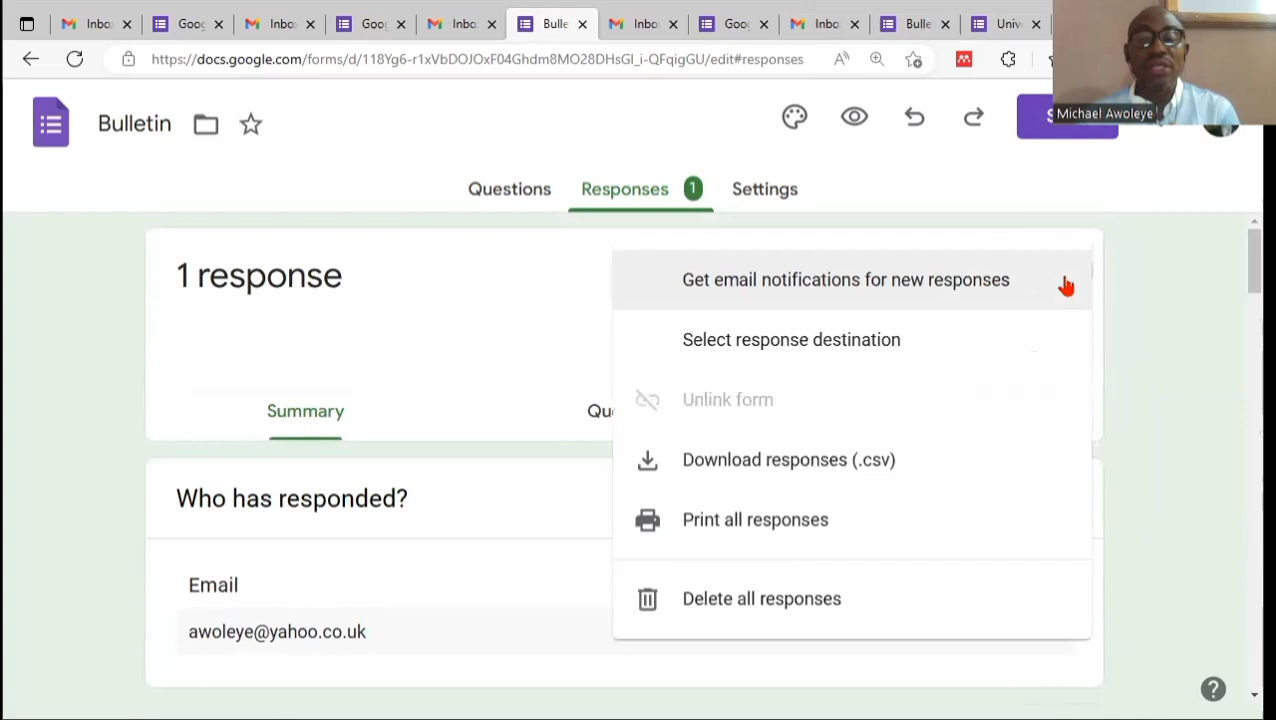 Inbo
Goog
Inbo
Goo
Inbo
Bulle
Inbo
Goo
Inbo
Bulle
Unive
https://docs.google.com/forms/d/118Yg6-r1xVbDOJOxF04Ghdm8MO28DHsGl_i-QFqigGU/edit#responses
Michael Awoleye
Bulletin
Questions
Responses 1
Settings
1 response
Get email notifications for new responses
Select response destination
Unlink form
Download responses (.csv)
Print all responses
Delete all responses
Summary
Qu
Who has responded?
Email
awoleye@yahoo.co.uk